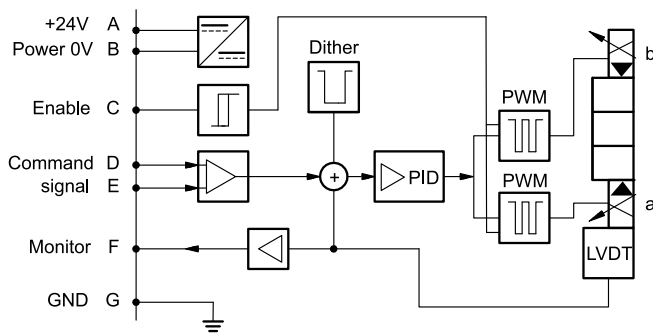 +24V A
Power 0V B
Dither
b
Enable C
PWM
Command D
signal E
+
PID
PWM
a
Monitor F
LVDT
GND G